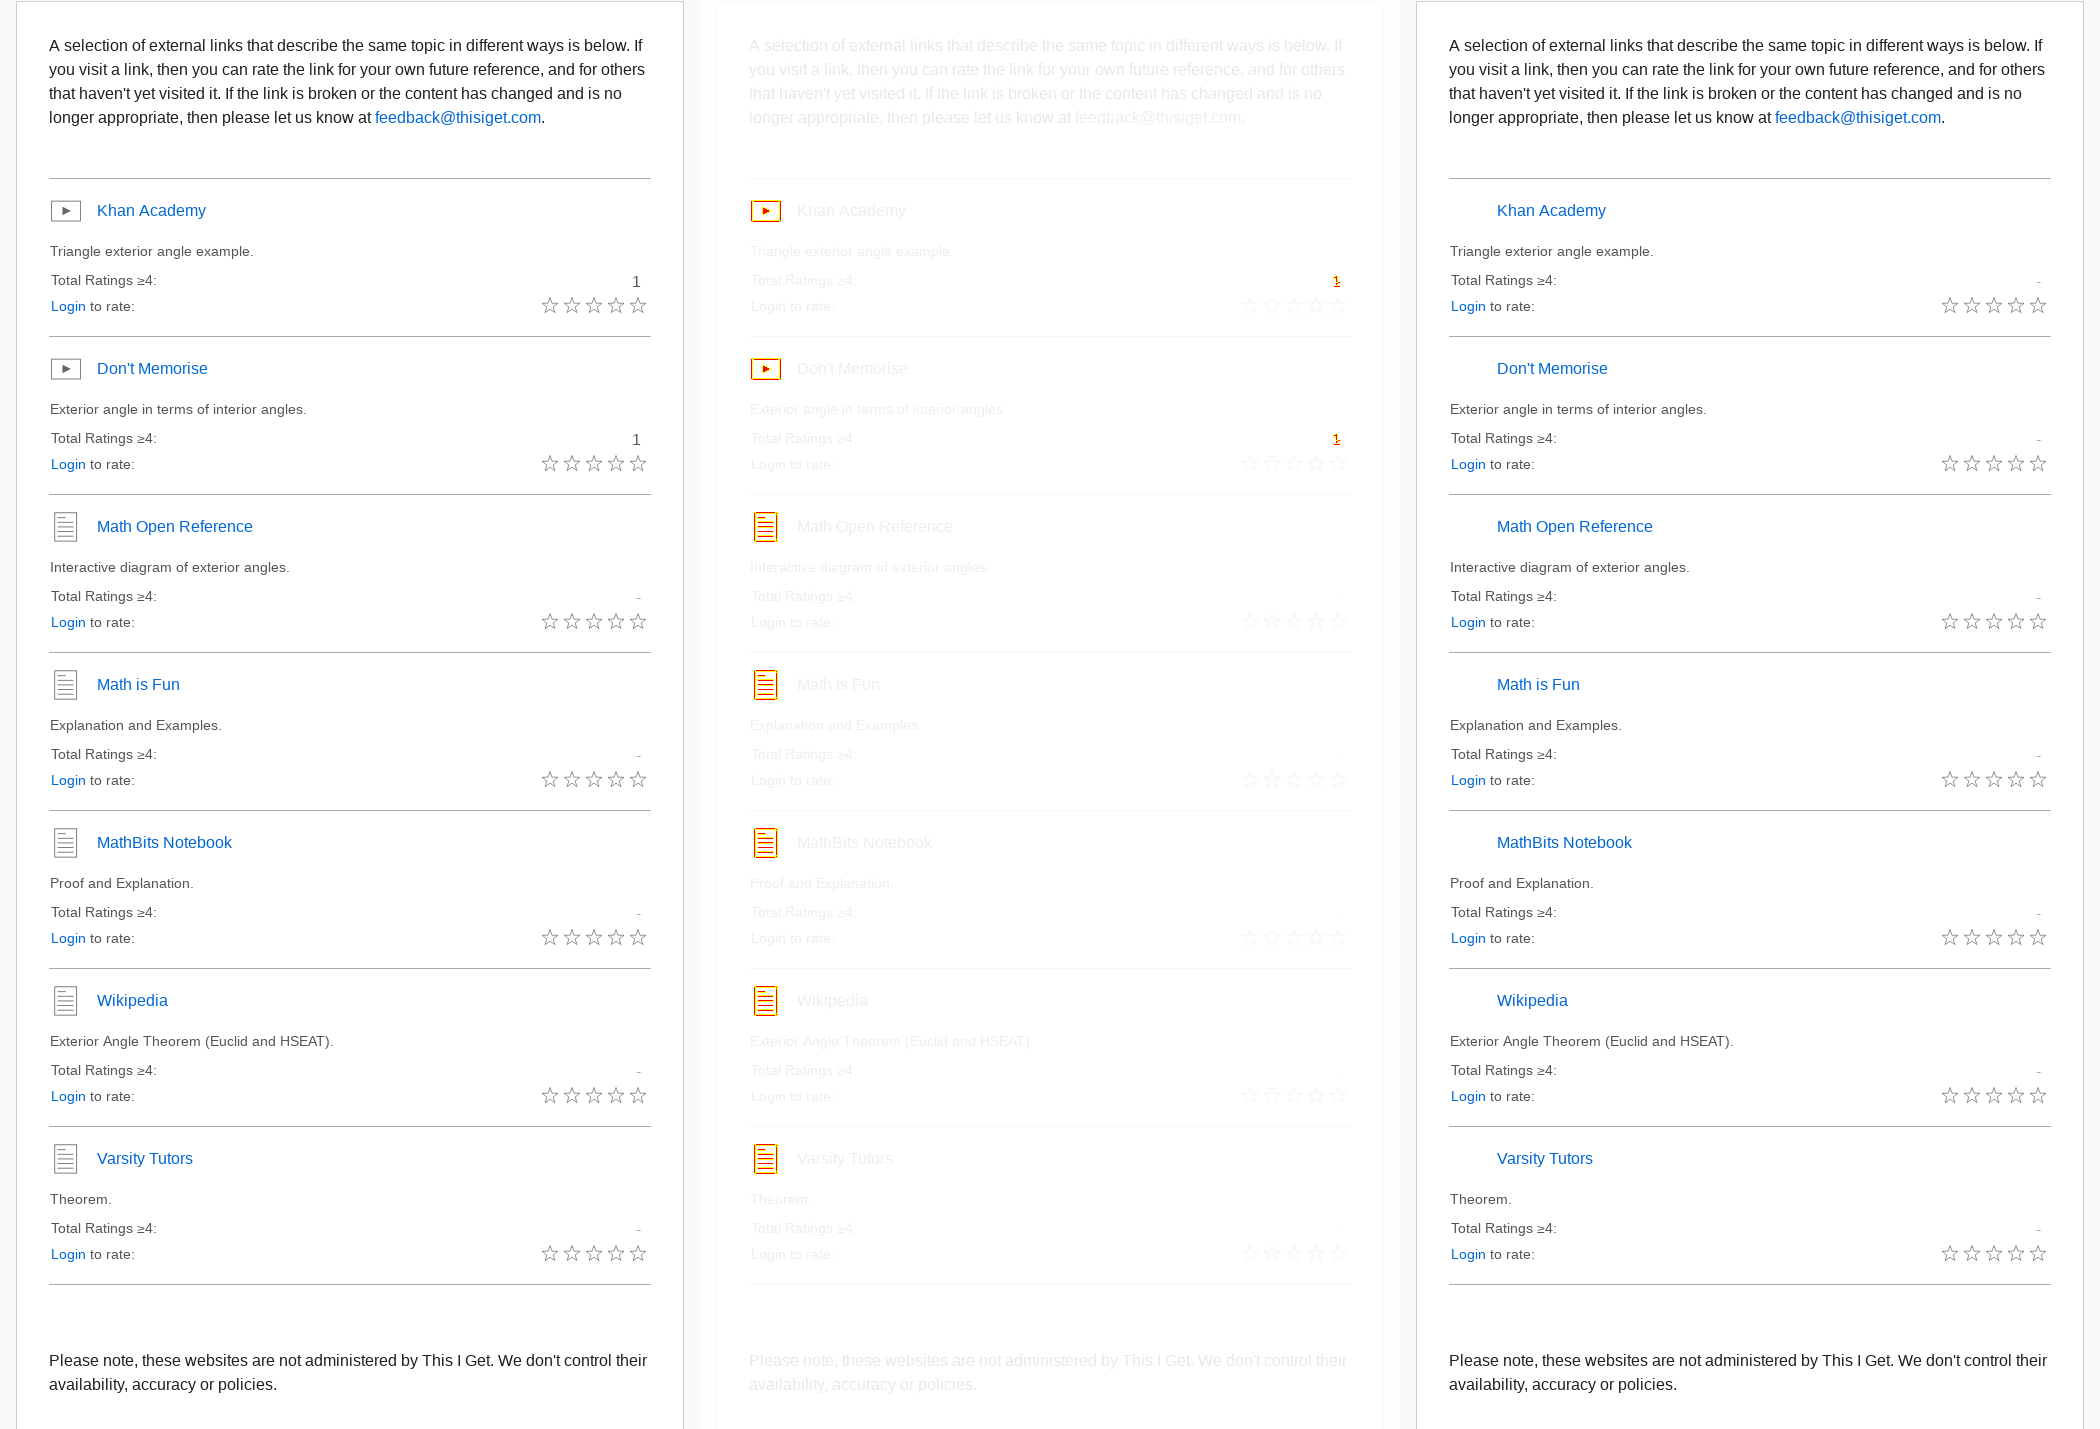 A selection of external links that describe the same topic in different ways is below. If
you visit a link, then you can rate the link for your own future reference, and for others
that haven't yet visited it. If the link is broken or the content has changed and is no
longer appropriate, then please let us know at feedback@thisiget.com.
Khan Academy
Triangle exterior angle example.
Total Ratings ≥4: 1
Login to rate:
Don't Memorise
Exterior angle in terms of interior angles.
Total Ratings ≥4: 1
Login to rate:
Math Open Reference
Interactive diagram of exterior angles.
Total Ratings ≥4: -
Login to rate:
Math is Fun
Explanation and Examples.
Total Ratings ≥4: -
Login to rate:
MathBits Notebook
Proof and Explanation.
Total Ratings ≥4: -
Login to rate:
Wikipedia
Exterior Angle Theorem (Euclid and HSEAT).
Total Ratings ≥4: -
Login to rate:
Varsity Tutors
Theorem.
Total Ratings ≥4: -
Login to rate:
Please note, these websites are not administered by This I Get. We don't control their
availability, accuracy or policies.
A selection of external links that describe the same topic in different ways is below. If
you visit a link, then you can rate the link for your own future reference, and for others
that haven't yet visited it. If the link is broken or the content has changed and is no
longer appropriate, then please let us know at feedback@thisiget.com.
Khan Academy
Triangle exterior angle example.
Total Ratings ≥4: 1
Login to rate:
Don't Memorise
Exterior angle in terms of interior angles.
Total Ratings ≥4: 1
Login to rate:
Math Open Reference
Interactive diagram of exterior angles.
Total Ratings ≥4: -
Login to rate:
Math is Fun
Explanation and Examples.
Total Ratings ≥4: -
Login to rate:
MathBits Notebook
Proof and Explanation.
Total Ratings ≥4: -
Login to rate:
Wikipedia
Exterior Angle Theorem (Euclid and HSEAT).
Total Ratings ≥4: -
Login to rate:
Varsity Tutors
Theorem.
Total Ratings ≥4: -
Login to rate:
Please note, these websites are not administered by This I Get. We don't control their
availability, accuracy or policies.
A selection of external links that describe the same topic in different ways is below. If
you visit a link, then you can rate the link for your own future reference, and for others
that haven't yet visited it. If the link is broken or the content has changed and is no
longer appropriate, then please let us know at feedback@thisiget.com.
Khan Academy
Triangle exterior angle example.
Total Ratings ≥4: -
Login to rate:
Don't Memorise
Exterior angle in terms of interior angles.
Total Ratings ≥4: -
Login to rate:
Math Open Reference
Interactive diagram of exterior angles.
Total Ratings ≥4: -
Login to rate:
Math is Fun
Explanation and Examples.
Total Ratings ≥4: -
Login to rate:
MathBits Notebook
Proof and Explanation.
Total Ratings ≥4: -
Login to rate:
Wikipedia
Exterior Angle Theorem (Euclid and HSEAT).
Total Ratings ≥4: -
Login to rate:
Varsity Tutors
Theorem.
Total Ratings ≥4: -
Login to rate:
Please note, these websites are not administered by This I Get. We don't control their
availability, accuracy or policies.